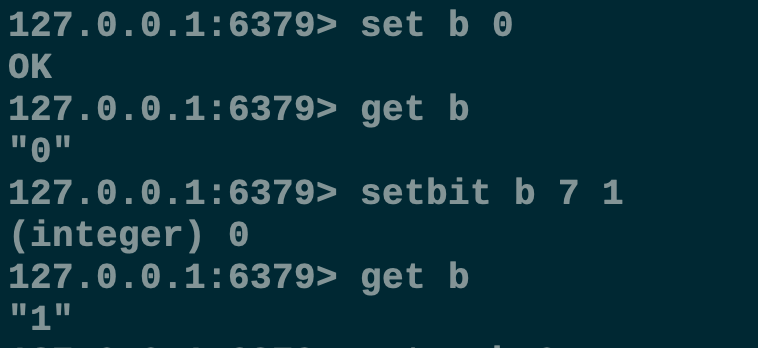 127.0.0.1:6379> set b 0
OK
127.0.0.1:6379> get b
"0"
127.0.0.1:6379> setbit b 7 1
(integer) 0
127.0.0.1:6379> get b
"1"